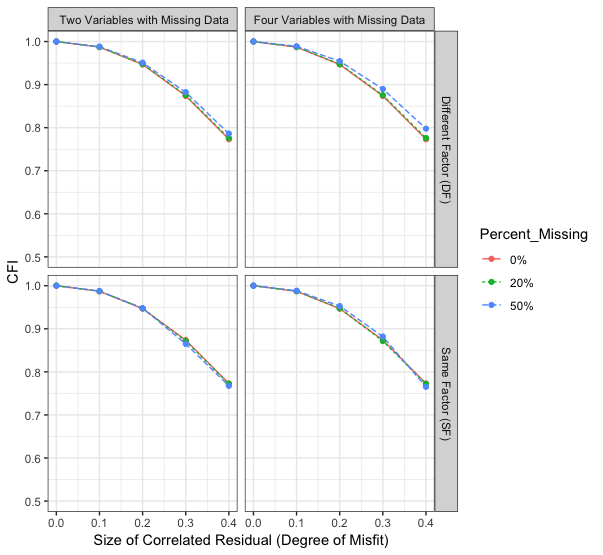 Two Variables with Missing Data
Four Variables with Missing Data
1.0
0.9
0.8
0.7
0.6
0.5
Different Factor (DF)
1.0
0.9
0.8
0.7
0.6
0.5
Same Factor (SF)
CFI
0.0 0.1 0.2 0.3 0.4
0.0 0.1 0.2 0.3 0.4
Size of Correlated Residual (Degree of Misfit)
Percent_Missing
0%
20%
50%